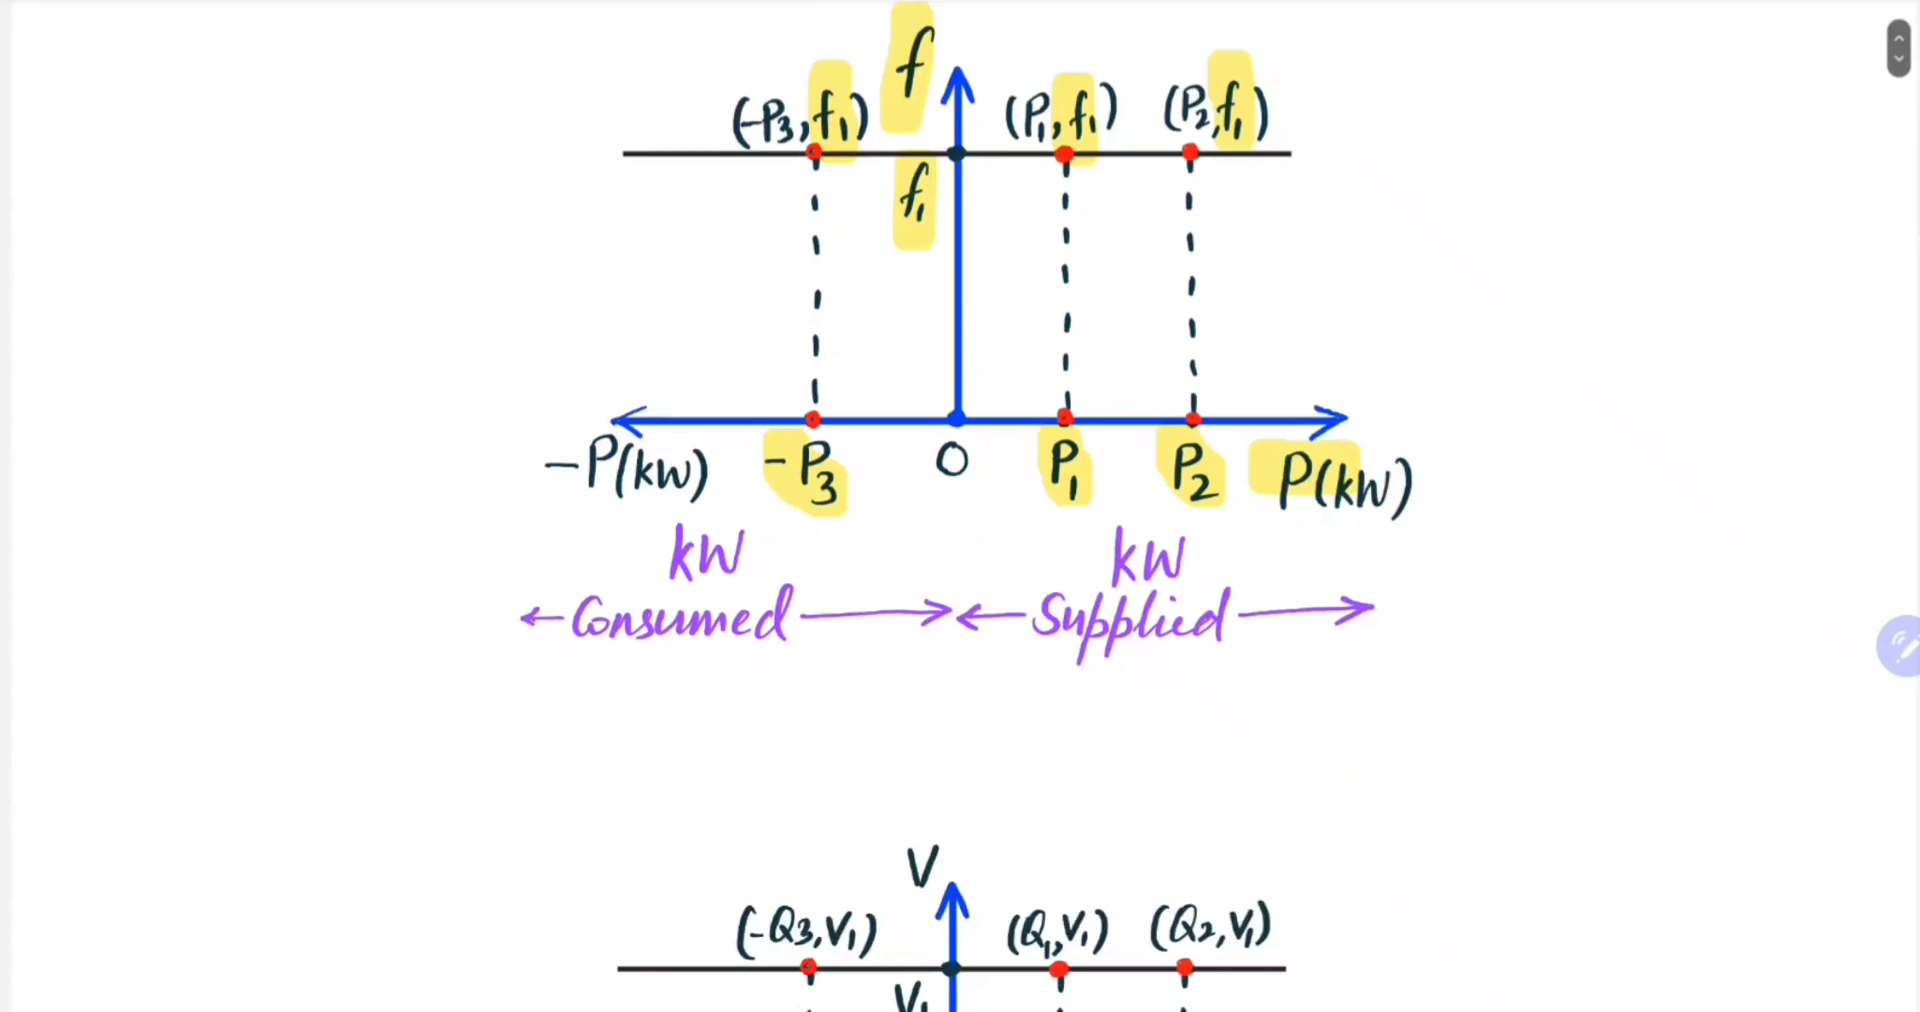 f
(-P3, f1) (P1, f1) (P2, f1)
f1
-P(kW) -P3 0 P1 P2 P(kW)
kW kW
Consumed Supplied
V
(-Q3, V1) (Q1, V1) (Q2, V1)
V1